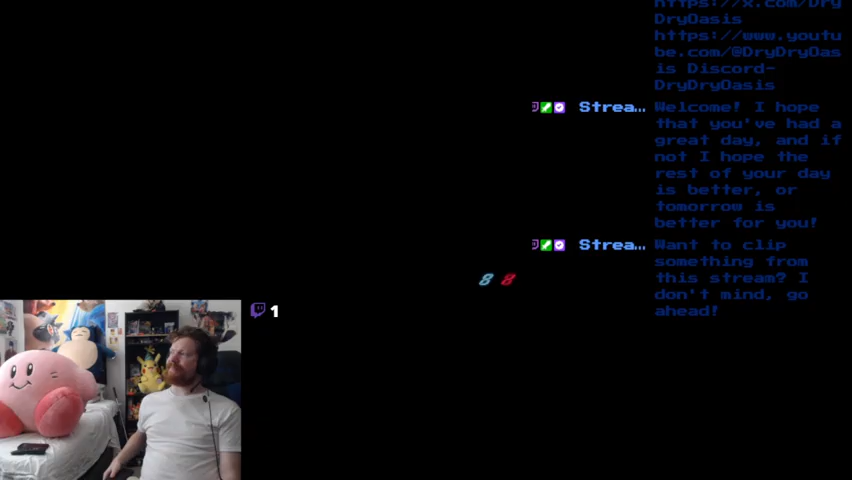 https://x.com/Dry
DryOasis
https://www.youtu
be.com/@DryDryOas
is Discord-
DryDryOasis
Strea… Welcome! I hope
that you've had a
great day, and if
not I hope the
rest of your day
is better, or
tomorrow is
better for you!
Strea… Want to clip
something from
this stream? I
don't mind, go
ahead!
8 8
1